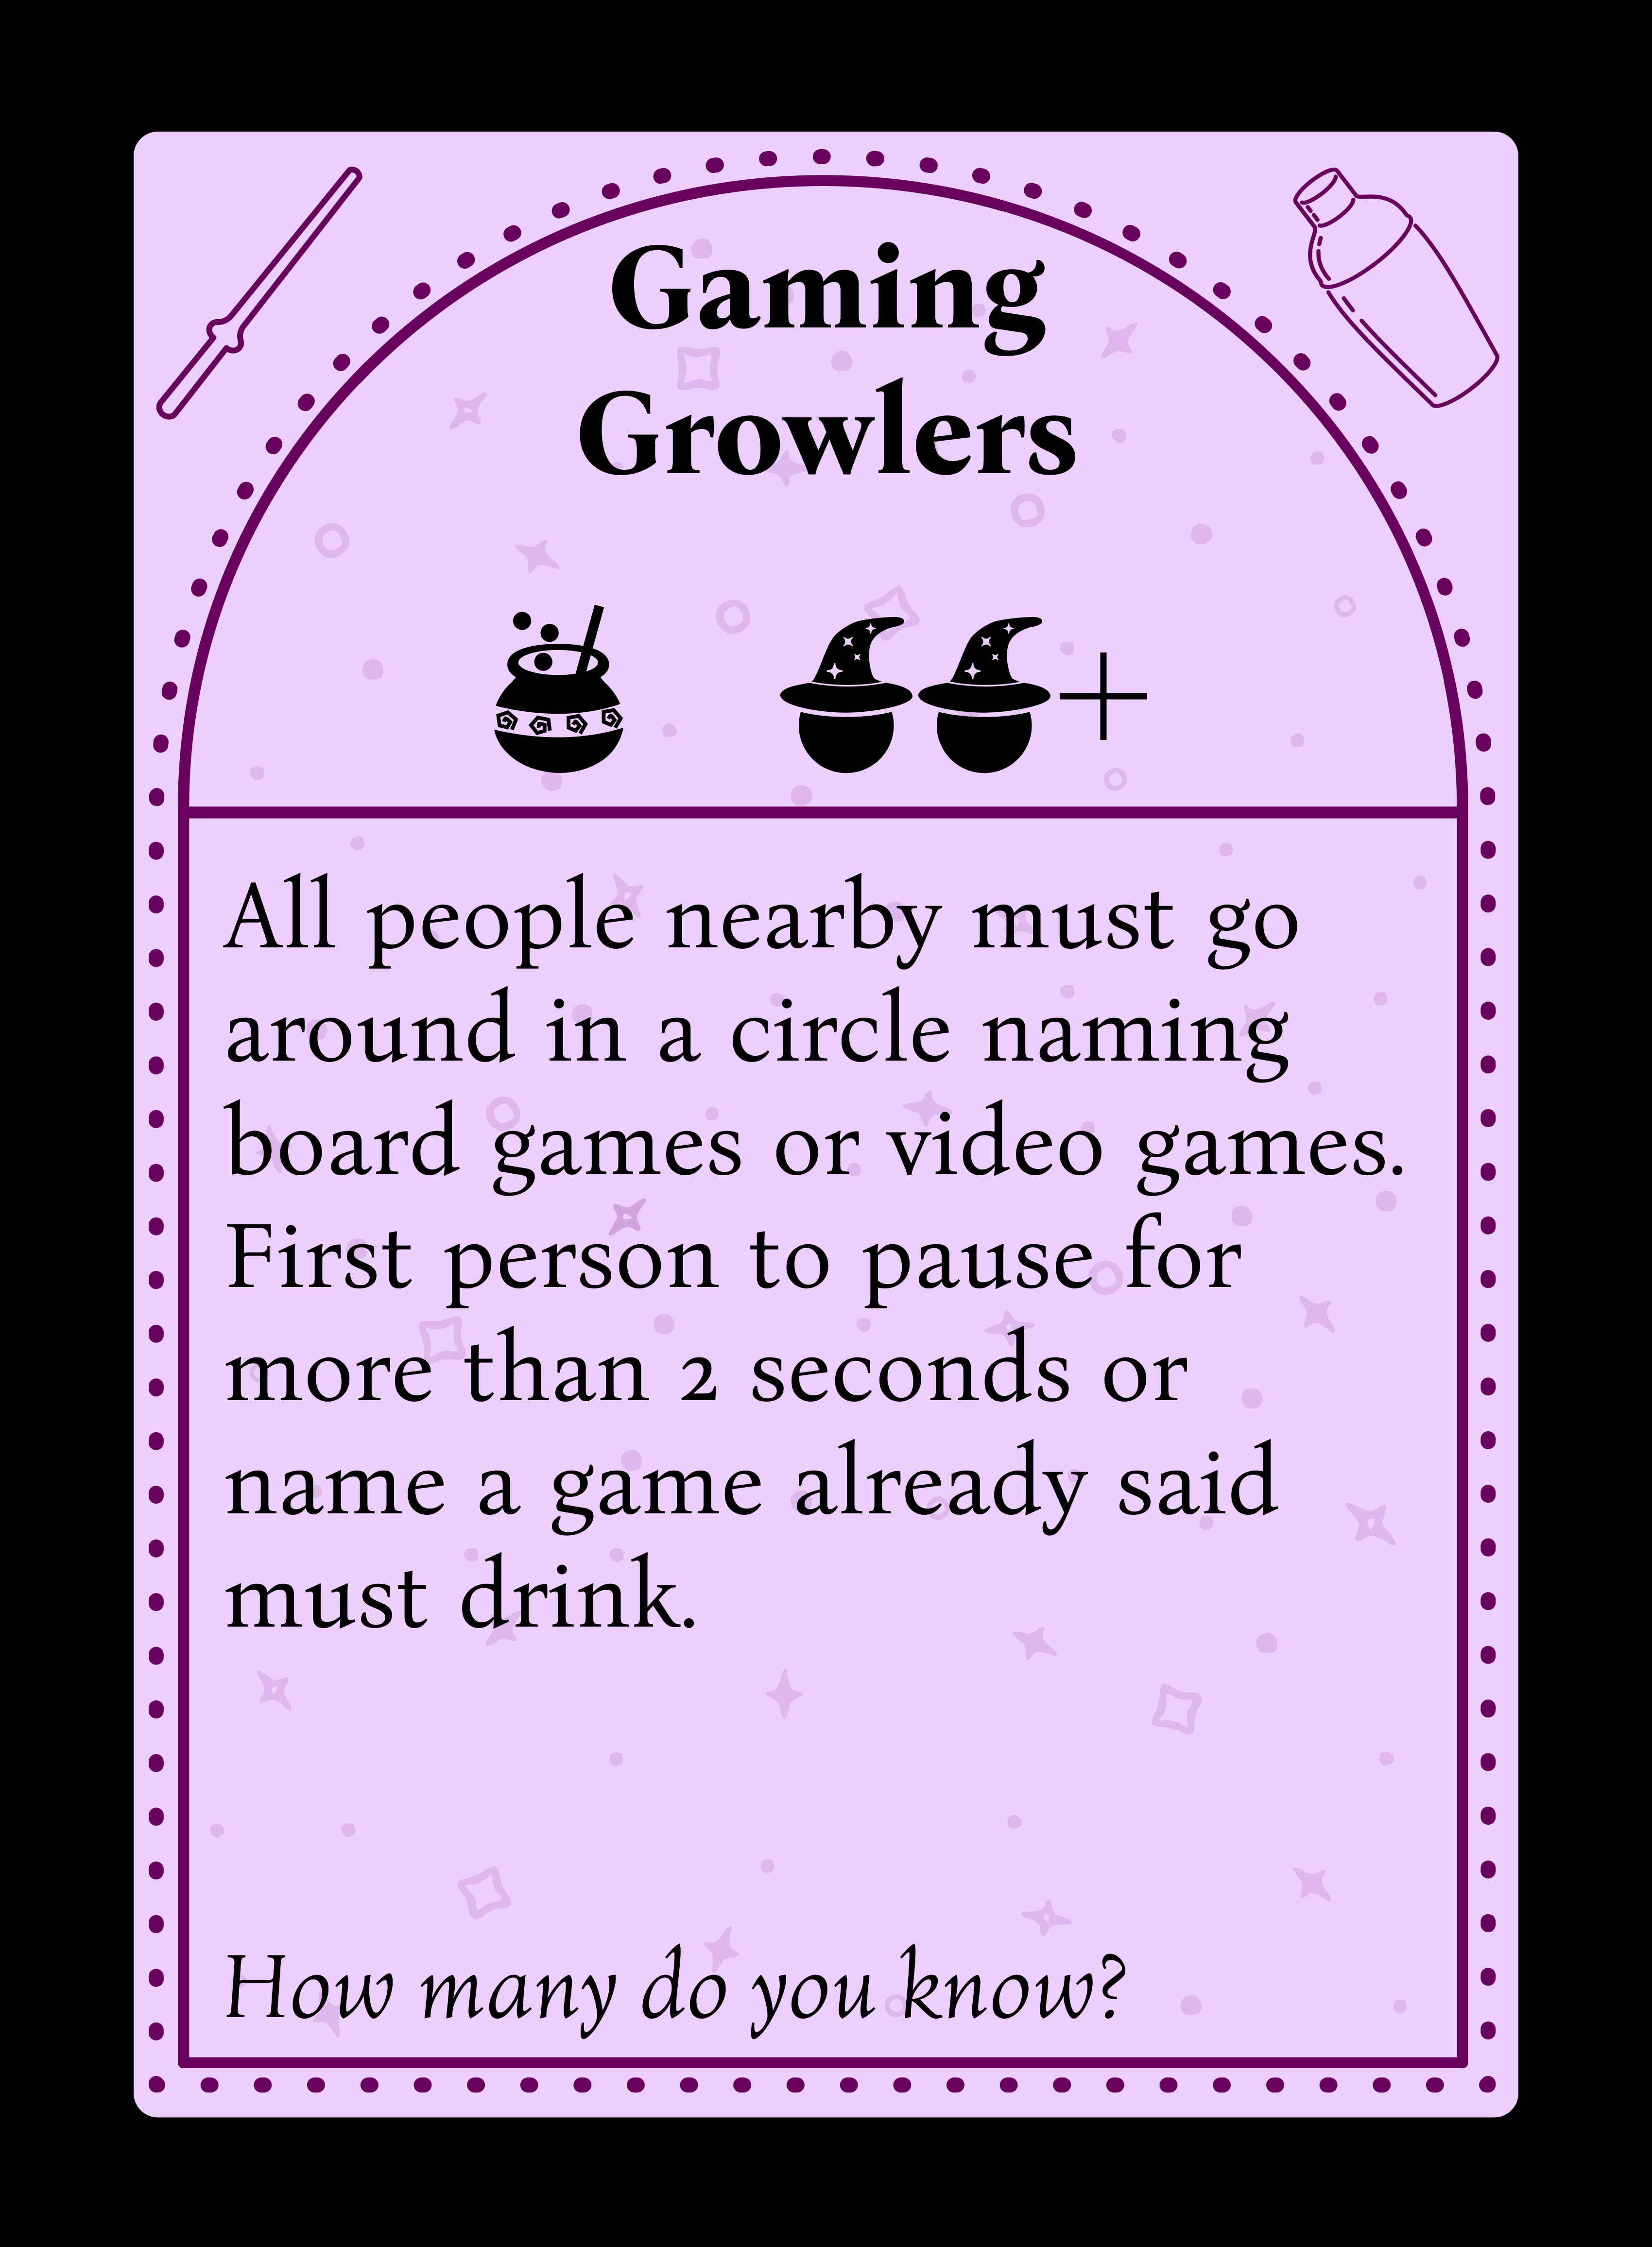 Gaming
Growlers
All people nearby must go
around in a circle naming
board games or video games.
First person to pause for
more than 2 seconds or
name a game already said
must drink.
How many do you know?